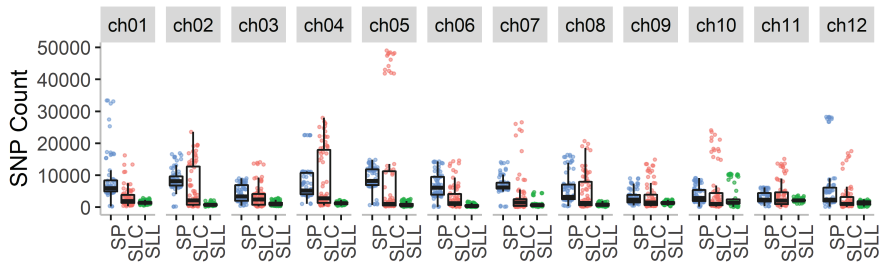 ch01 ch02 ch03 ch04 ch05 ch06 ch07 ch08 ch09 ch10 ch11 ch12
SNP Count
50000
40000
30000
20000
10000
0
SP SLC SLL SP SLC SLL SP SLC SLL SP SLC SLL SP SLC SLL SP SLC SLL SP SLC SLL SP SLC SLL SP SLC SLL SP SLC SLL SP SLC SLL SP SLC SLL